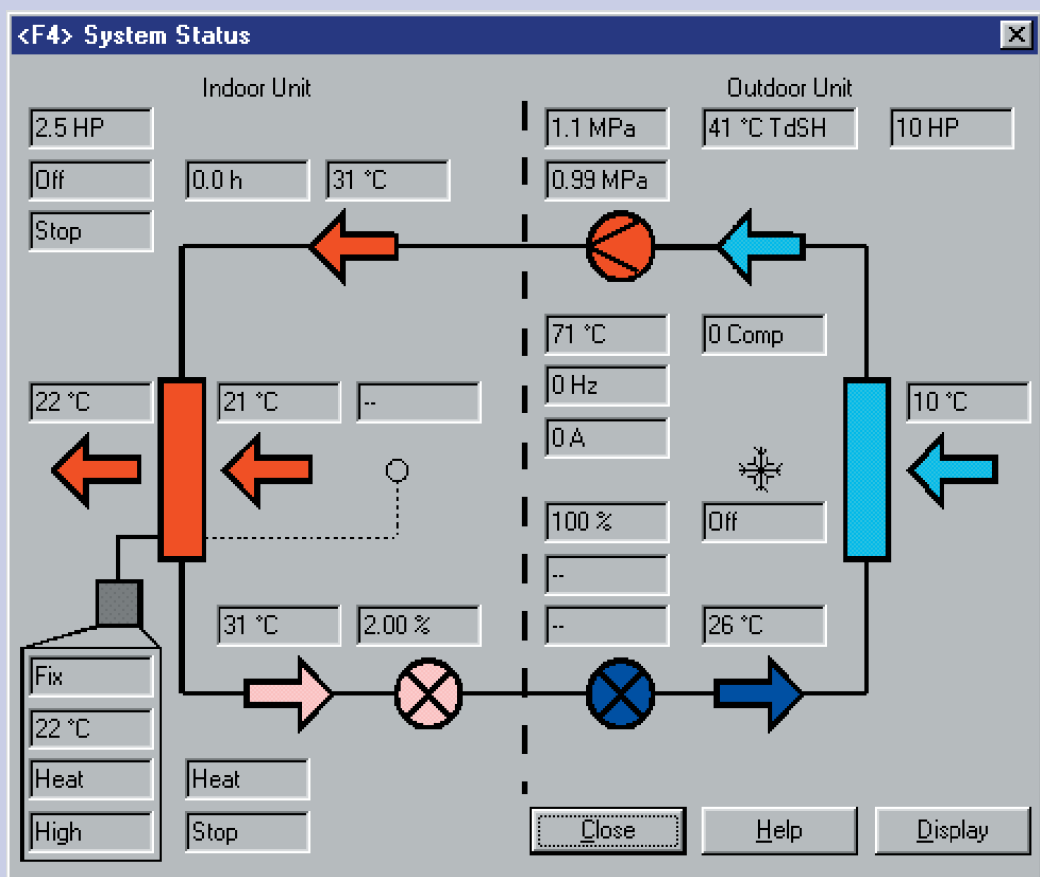 <F4> System Status
Indoor Unit
Outdoor Unit
2.5 HP
1.1 MPa
41 °C TdSH
10 HP
Off
0.0 h
31 °C
0.99 MPa
Stop
71 °C
0 Comp
22 °C
21 °C
--
0 Hz
10 °C
0 A
100 %
Off
--
31 °C
2.00 %
--
26 °C
Fix
22 °C
Heat
Heat
High
Stop
Close
Help
Display